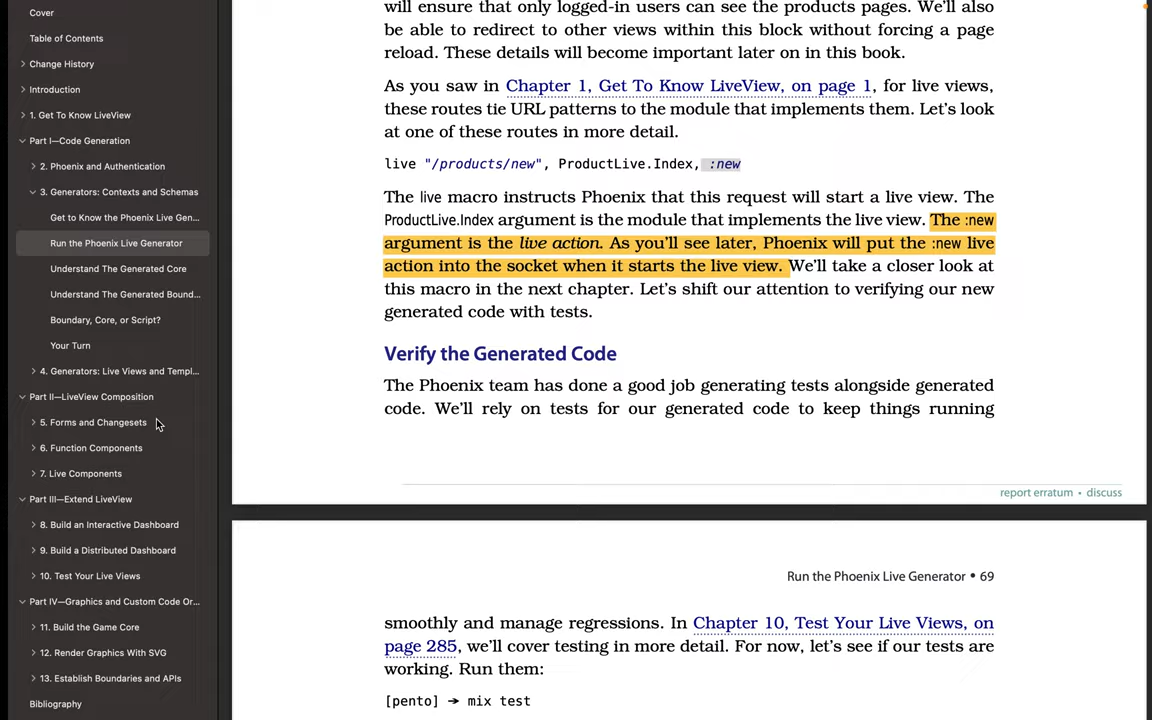 Cover
Table of Contents
Change History
Introduction
1. Get To Know LiveView
Part I—Code Generation
2. Phoenix and Authentication
3. Generators: Contexts and Schemas
Get to Know the Phoenix Live Gen...
Run the Phoenix Live Generator
Understand The Generated Core
Understand The Generated Bound...
Boundary, Core, or Script?
Your Turn
4. Generators: Live Views and Templ...
Part II—LiveView Composition
5. Forms and Changesets
6. Function Components
7. Live Components
Part III—Extend LiveView
8. Build an Interactive Dashboard
9. Build a Distributed Dashboard
10. Test Your Live Views
Part IV—Graphics and Custom Code Or...
11. Build the Game Core
12. Render Graphics With SVG
13. Establish Boundaries and APIs
Bibliography
will ensure that only logged-in users can see the products pages. We'll also
be able to redirect to other views within this block without forcing a page
reload. These details will become important later on in this book.
As you saw in Chapter 1, Get To Know LiveView, on page 1, for live views,
these routes tie URL patterns to the module that implements them. Let's look
at one of these routes in more detail.
live "/products/new", ProductLive.Index, :new
The live macro instructs Phoenix that this request will start a live view. The
ProductLive.Index argument is the module that implements the live view. The :new
argument is the live action. As you'll see later, Phoenix will put the :new live
action into the socket when it starts the live view. We'll take a closer look at
this macro in the next chapter. Let's shift our attention to verifying our new
generated code with tests.
Verify the Generated Code
The Phoenix team has done a good job generating tests alongside generated
code. We'll rely on tests for our generated code to keep things running
report erratum • discuss
Run the Phoenix Live Generator • 69
smoothly and manage regressions. In Chapter 10, Test Your Live Views, on
page 285, we'll cover testing in more detail. For now, let's see if our tests are
working. Run them:
[pento] ➔ mix test